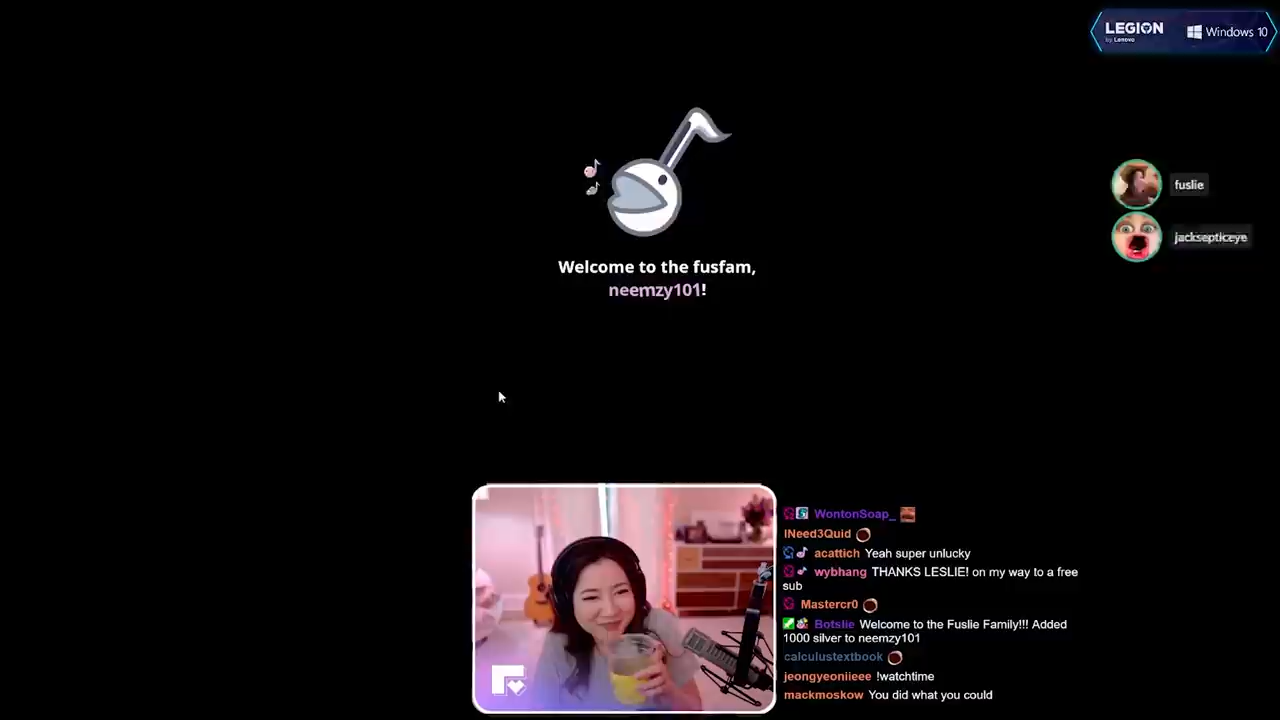 LEGION
by Lenovo
Windows 10
fuslie
jacksepticeye
Welcome to the fusfam,
neemzy101!
WontonSoap_
INeed3Quid
acattich Yeah super unlucky
wybhang THANKS LESLIE! on my way to a free
sub
Mastercr0
Botslie Welcome to the Fuslie Family!!! Added
1000 silver to neemzy101
calculustextbook
jeongyeoniieee !watchtime
mackmoskow You did what you could